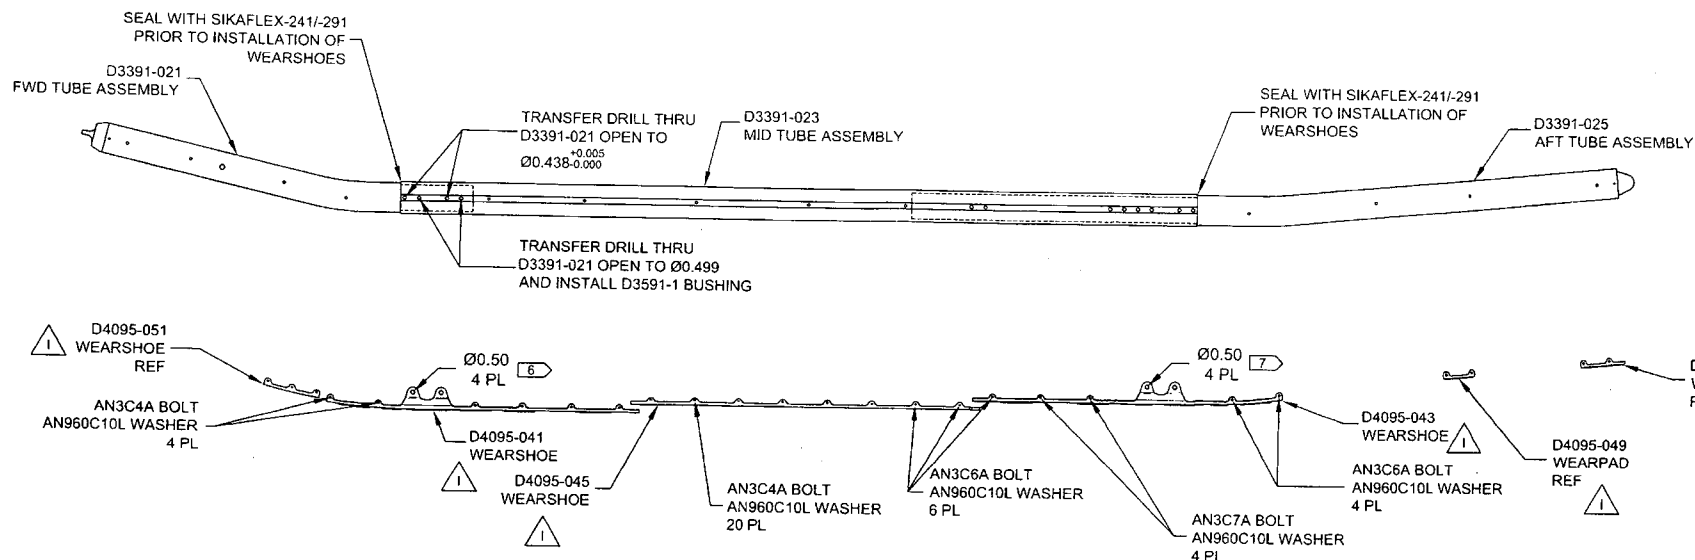 SEAL WITH SIKAFLEX-241/-291
PRIOR TO INSTALLATION OF
WEARSHOES
D3391-021
FWD TUBE ASSEMBLY
TRANSFER DRILL THRU
D3391-021 OPEN TO
Ø0.438 +0.005
-0.000
D3391-023
MID TUBE ASSEMBLY
SEAL WITH SIKAFLEX-241/-291
PRIOR TO INSTALLATION OF
WEARSHOES
D3391-025
AFT TUBE ASSEMBLY
TRANSFER DRILL THRU
D3391-021 OPEN TO Ø0.499
AND INSTALL D3591-1 BUSHING
1
D4095-051
WEARSHOE
REF
AN3C4A BOLT
AN960C10L WASHER
4 PL
Ø0.50
4 PL 6
D4095-041
WEARSHOE
1
D4095-045
WEARSHOE
1
AN3C4A BOLT
AN960C10L WASHER
20 PL
AN3C6A BOLT
AN960C10L WASHER
6 PL
Ø0.50
4 PL 7
AN3C7A BOLT
AN960C10L WASHER
4 PL
D4095-043
WEARSHOE
1
AN3C6A BOLT
AN960C10L WASHER
4 PL
D4095-049
WEARPAD
REF
1